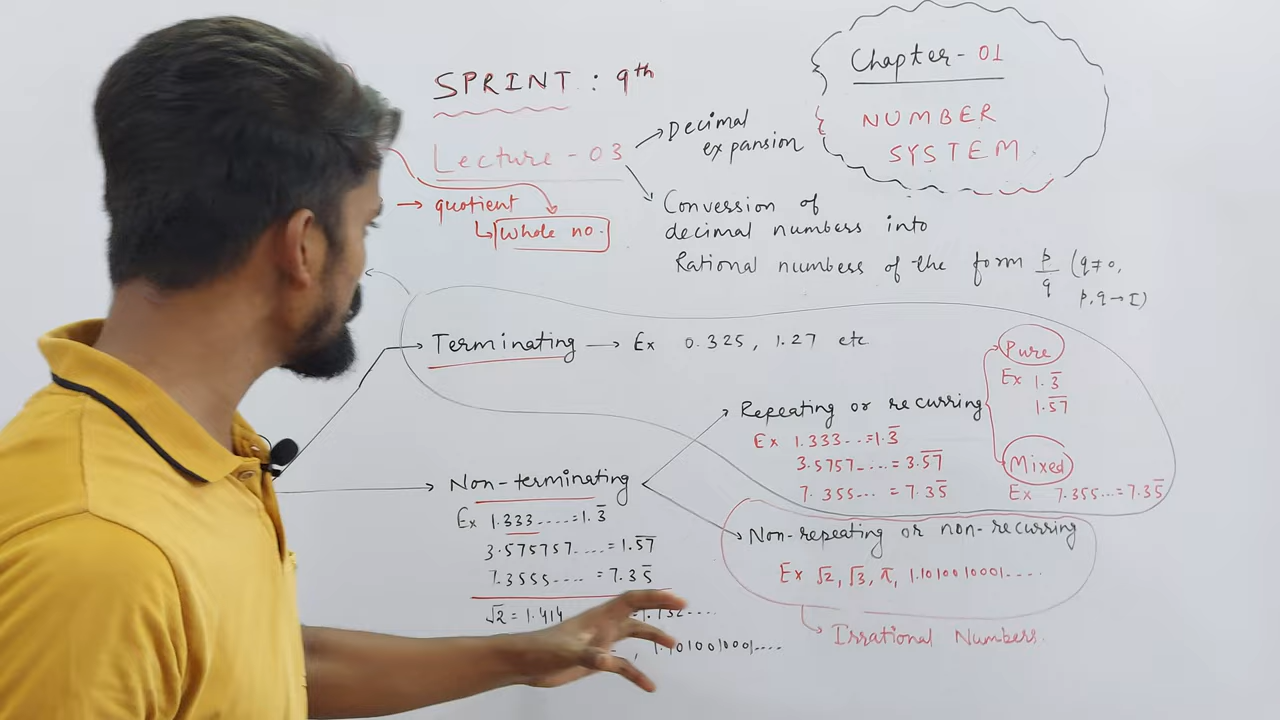 SPRINT : 9th
Lecture - 03
Decimal
expansion
Chapter - 01
NUMBER
SYSTEM
→ quotient
↳ Whole no.
Conversion of
decimal numbers into
Rational numbers of the form p/q (q≠0,
p,q → I)
Terminating → Ex 0.325, 1.27 etc
Non-terminating
Ex 1.333.....=1.3̅
3.575757....=1.5̅7̅
7.3555.... =7.35̅
√2 = 1.414
=1.732....
, 1.1010010001....
Repeating or recurring
Ex 1.333...=1.3̅
3.5757.....=3.5̅7̅
7.355... = 7.35̅
Pure
Ex 1.3̅
1.5̅7̅
Mixed
Ex 7.355...=7.35̅
Non-repeating or non-recurring
Ex √2, √3, π, 1.1010010001....
Irrational Numbers.